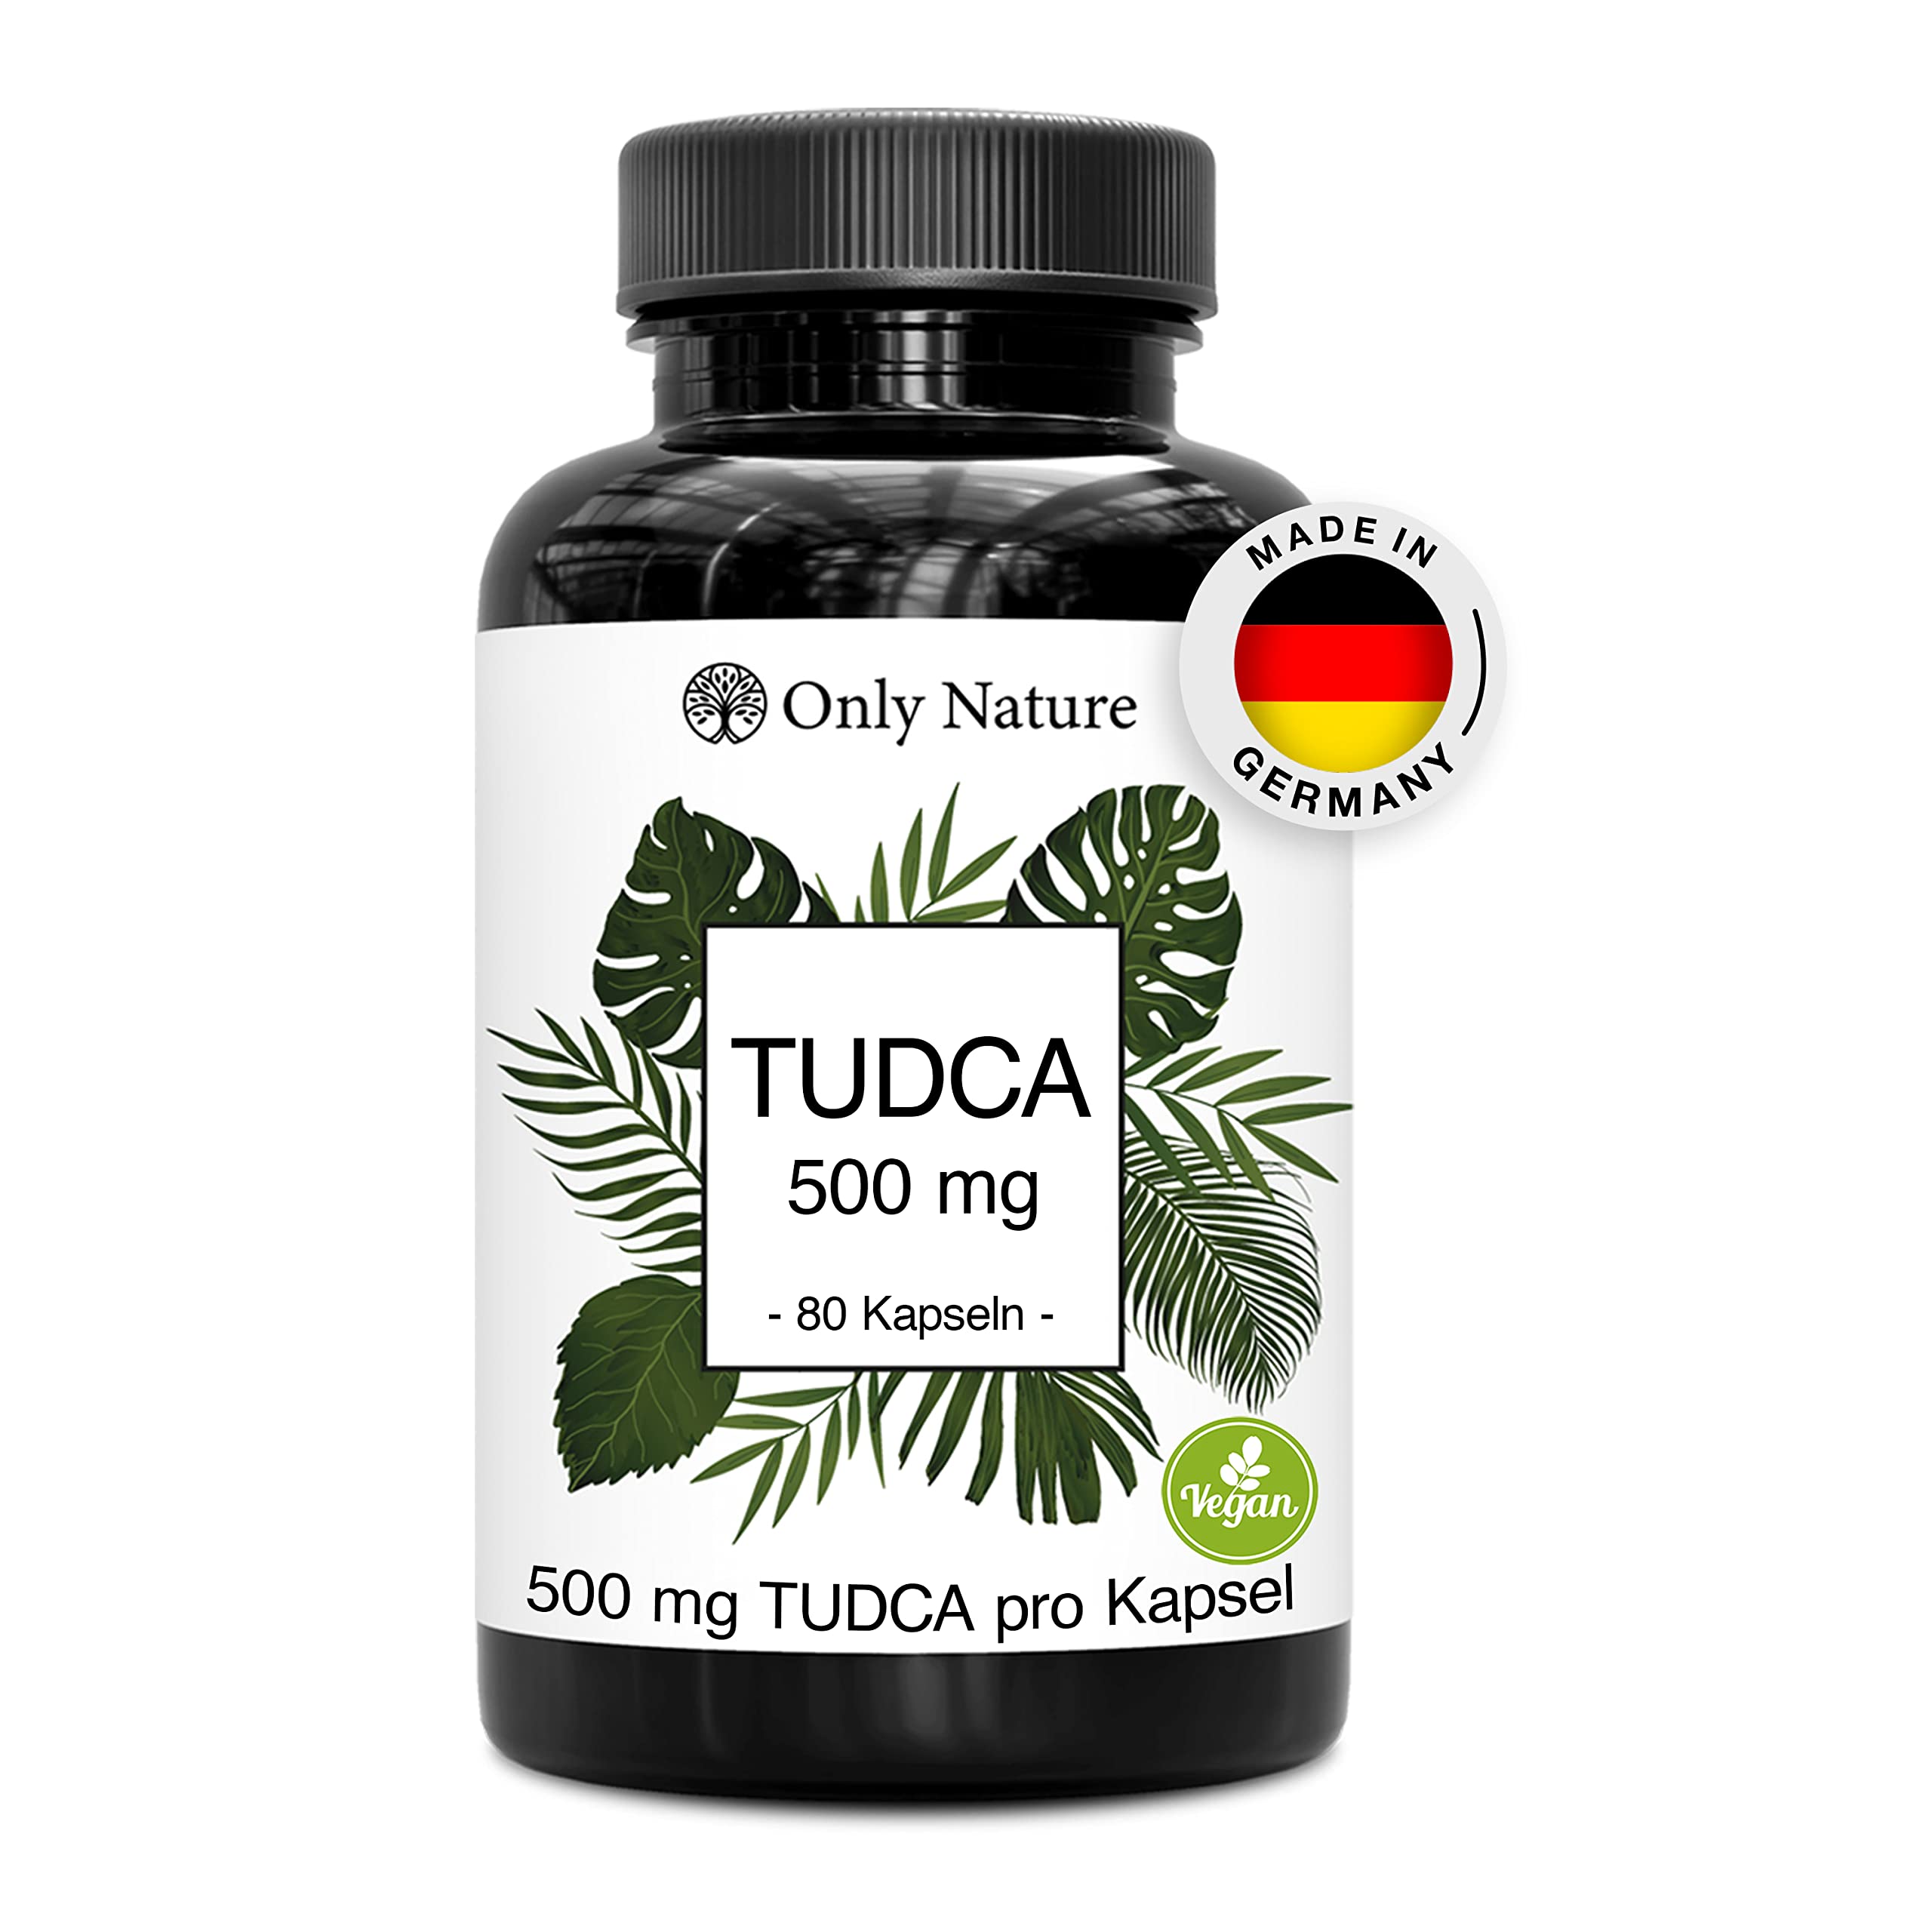 MADE IN
GERMANY
Only Nature
TUDCA
500 mg
- 80 Kapseln -
Vegan
500 mg TUDCA pro Kapsel